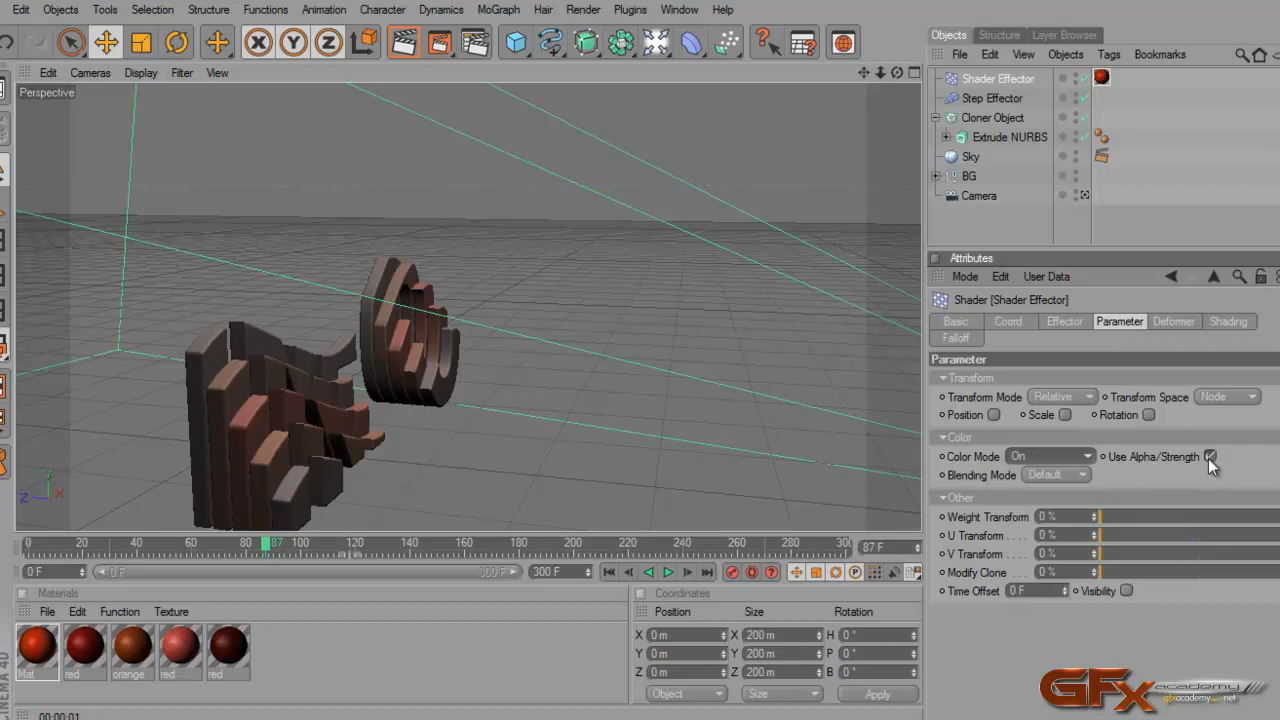 Edit Objects Tools Selection Structure Functions Animation Character Dynamics MoGraph Hair Render Plugins Window Help
X Y Z
Edit Cameras Display Filter View
Perspective
Objects Structure Layer Browser
File Edit View Objects Tags Bookmarks
Shader Effector
Step Effector
Cloner Object
Extrude NURBS
Sky
BG
Camera
Attributes
Mode Edit User Data
Shader [Shader Effector]
Basic Coord. Effector Parameter Deformer Shading
Falloff
Parameter
Transform
Transform Mode Relative Transform Space Node
Position Scale Rotation
Color
Color Mode On Use Alpha/Strength
Blending Mode Default
Other
Weight Transform 0 %
U Transform . . . . 0 %
V Transform . . . . 0 %
Modify Clone . . . 0 %
Time Offset 0 F Visibility
Z X
0 20 40 60 80 87 100 120 140 160 180 200 220 240 260 280 300 87 F
0 F 0 F 300 F 300 F
Materials
File Edit Function Texture
Mat red orange red red
Coordinates
Position Size Rotation
X 0 m X 200 m H 0 °
Y 0 m Y 200 m P 0 °
Z 0 m Z 200 m B 0 °
Object Size Apply
CINEMA 4D
00:00:01
GFx academy
gfxacademy.net